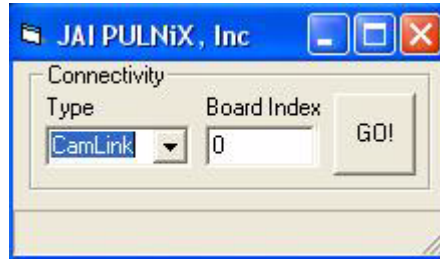 JAI PULNiX, Inc
Connectivity
Type Board Index
CamLink 0 GO!